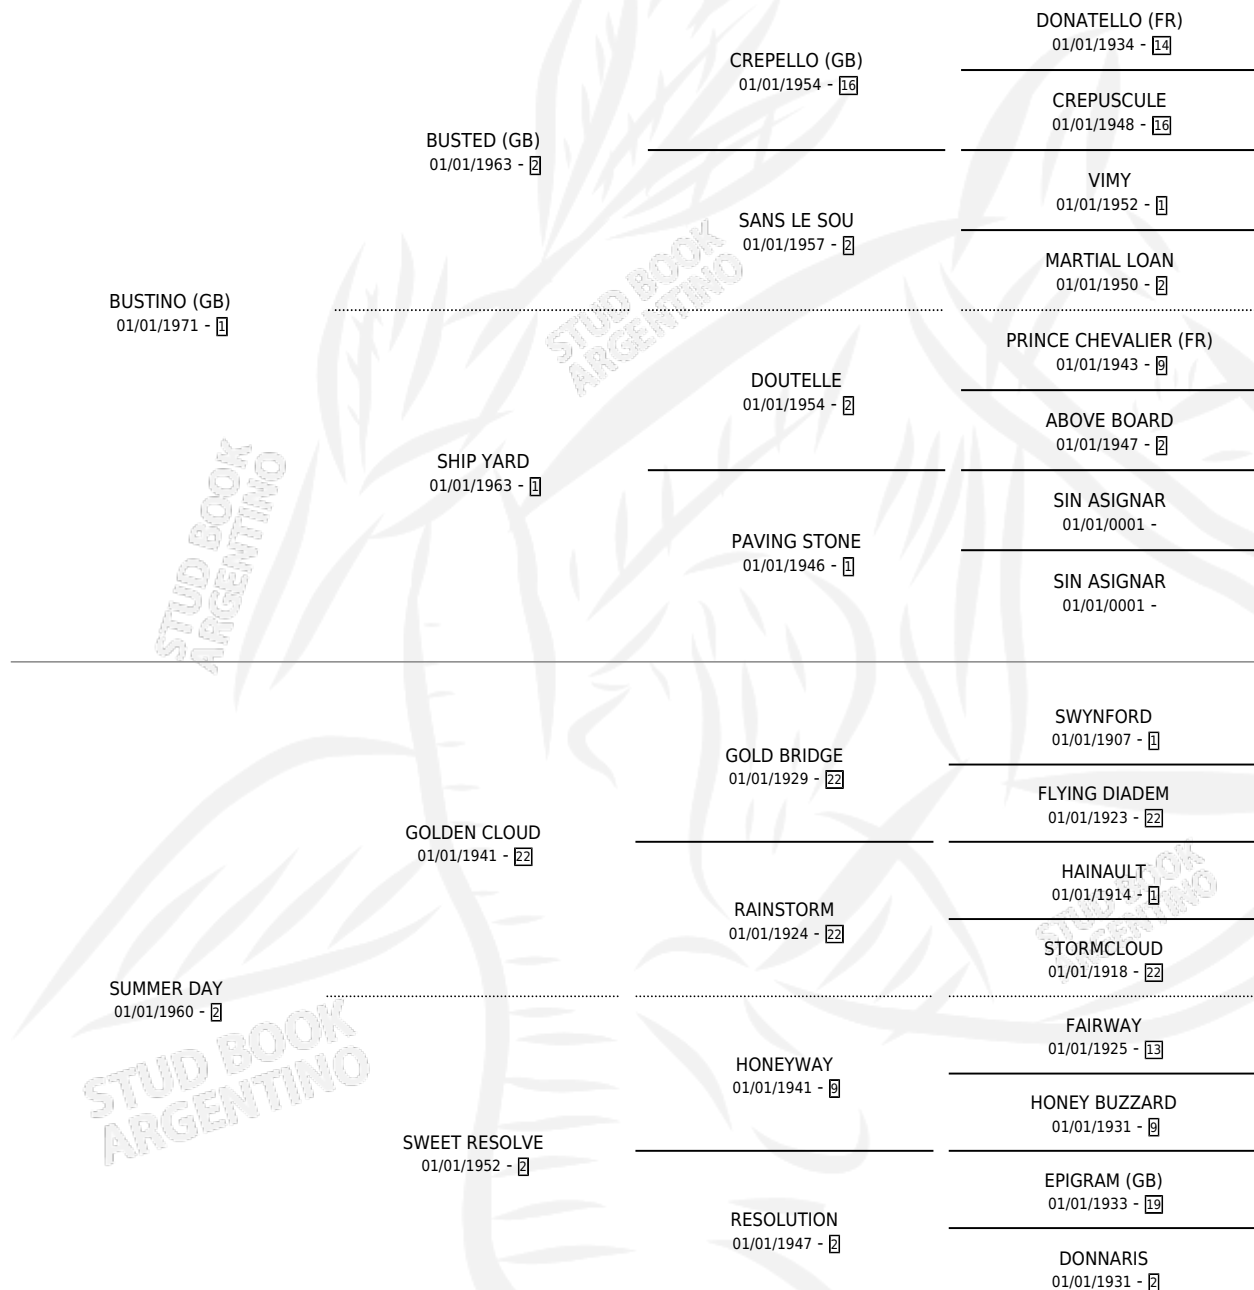 DONATELLO (FR)
01/01/1934 - 14
CREPELLO (GB)
01/01/1954 - 16
CREPUSCULE
01/01/1948 - 16
BUSTED (GB)
01/01/1963 - 2
VIMY
01/01/1952 - 1
SANS LE SOU
01/01/1957 - 2
MARTIAL LOAN
01/01/1950 - 2
BUSTINO (GB)
01/01/1971 - 1
STUD BOOK
ARGENTINO
PRINCE CHEVALIER (FR)
01/01/1943 - 9
DOUTELLE
01/01/1954 - 2
ABOVE BOARD
01/01/1947 - 2
SHIP YARD
01/01/1963 - 1
SIN ASIGNAR
01/01/0001 -
PAVING STONE
01/01/1946 - 1
SIN ASIGNAR
01/01/0001 -
STUD BOOK
ARGENTINO
SWYNFORD
01/01/1907 - 1
GOLD BRIDGE
01/01/1929 - 22
FLYING DIADEM
01/01/1923 - 22
GOLDEN CLOUD
01/01/1941 - 22
HAINAULT
01/01/1914 - 1
RAINSTORM
01/01/1924 - 22
STORMCLOUD
01/01/1918 - 22
STUD BOOK
ARGENTINO
SUMMER DAY
01/01/1960 - 2
FAIRWAY
01/01/1925 - 13
HONEYWAY
01/01/1941 - 9
HONEY BUZZARD
01/01/1931 - 9
STUD BOOK
ARGENTINO
SWEET RESOLVE
01/01/1952 - 2
EPIGRAM (GB)
01/01/1933 - 19
RESOLUTION
01/01/1947 - 2
DONNARIS
01/01/1931 - 2